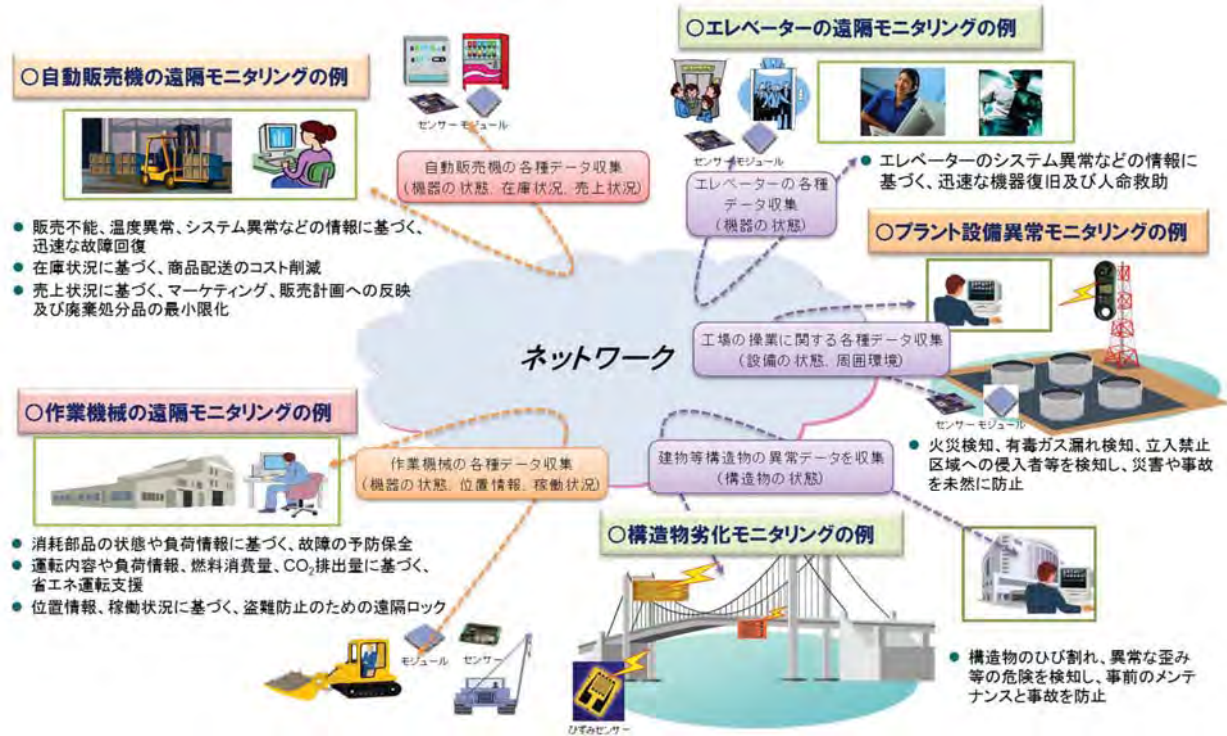 ○自動販売機の遠隔モニタリングの例
センサー モジュール
自動販売機の各種データ収集
(機器の状態、在庫状況、売上状況)
● 販売不能、温度異常、システム異常などの情報に基づく、
迅速な故障回復
● 在庫状況に基づく、商品配送のコスト削減
● 売上状況に基づく、マーケティング、販売計画への反映
及び廃棄処分品の最小限化
○エレベーターの遠隔モニタリングの例
センサーモジュール
エレベーターの各種
データ収集
(機器の状態)
● エレベーターのシステム異常などの情報に
基づく、迅速な機器復旧及び人命救助
○プラント設備異常モニタリングの例
工場の操業に関する各種データ収集
(設備の状態、周囲環境)
センサー モジュール
● 火災検知、有毒ガス漏れ検知、立入禁止
区域への侵入者等を検知し、災害や事故
を未然に防止
ネットワーク
○作業機械の遠隔モニタリングの例
作業機械の各種データ収集
(機器の状態、位置情報、稼働状況)
● 消耗部品の状態や負荷情報に基づく、故障の予防保全
● 運転内容や負荷情報、燃料消費量、CO₂排出量に基づく、
省エネ運転支援
● 位置情報、稼働状況に基づく、盗難防止のための遠隔ロック
モジュール
センサー
建物等構造物の異常データを収集
(構造物の状態)
○構造物劣化モニタリングの例
ひずみセンサー
● 構造物のひび割れ、異常な歪み
等の危険を検知し、事前のメンテ
ナンスと事故を防止